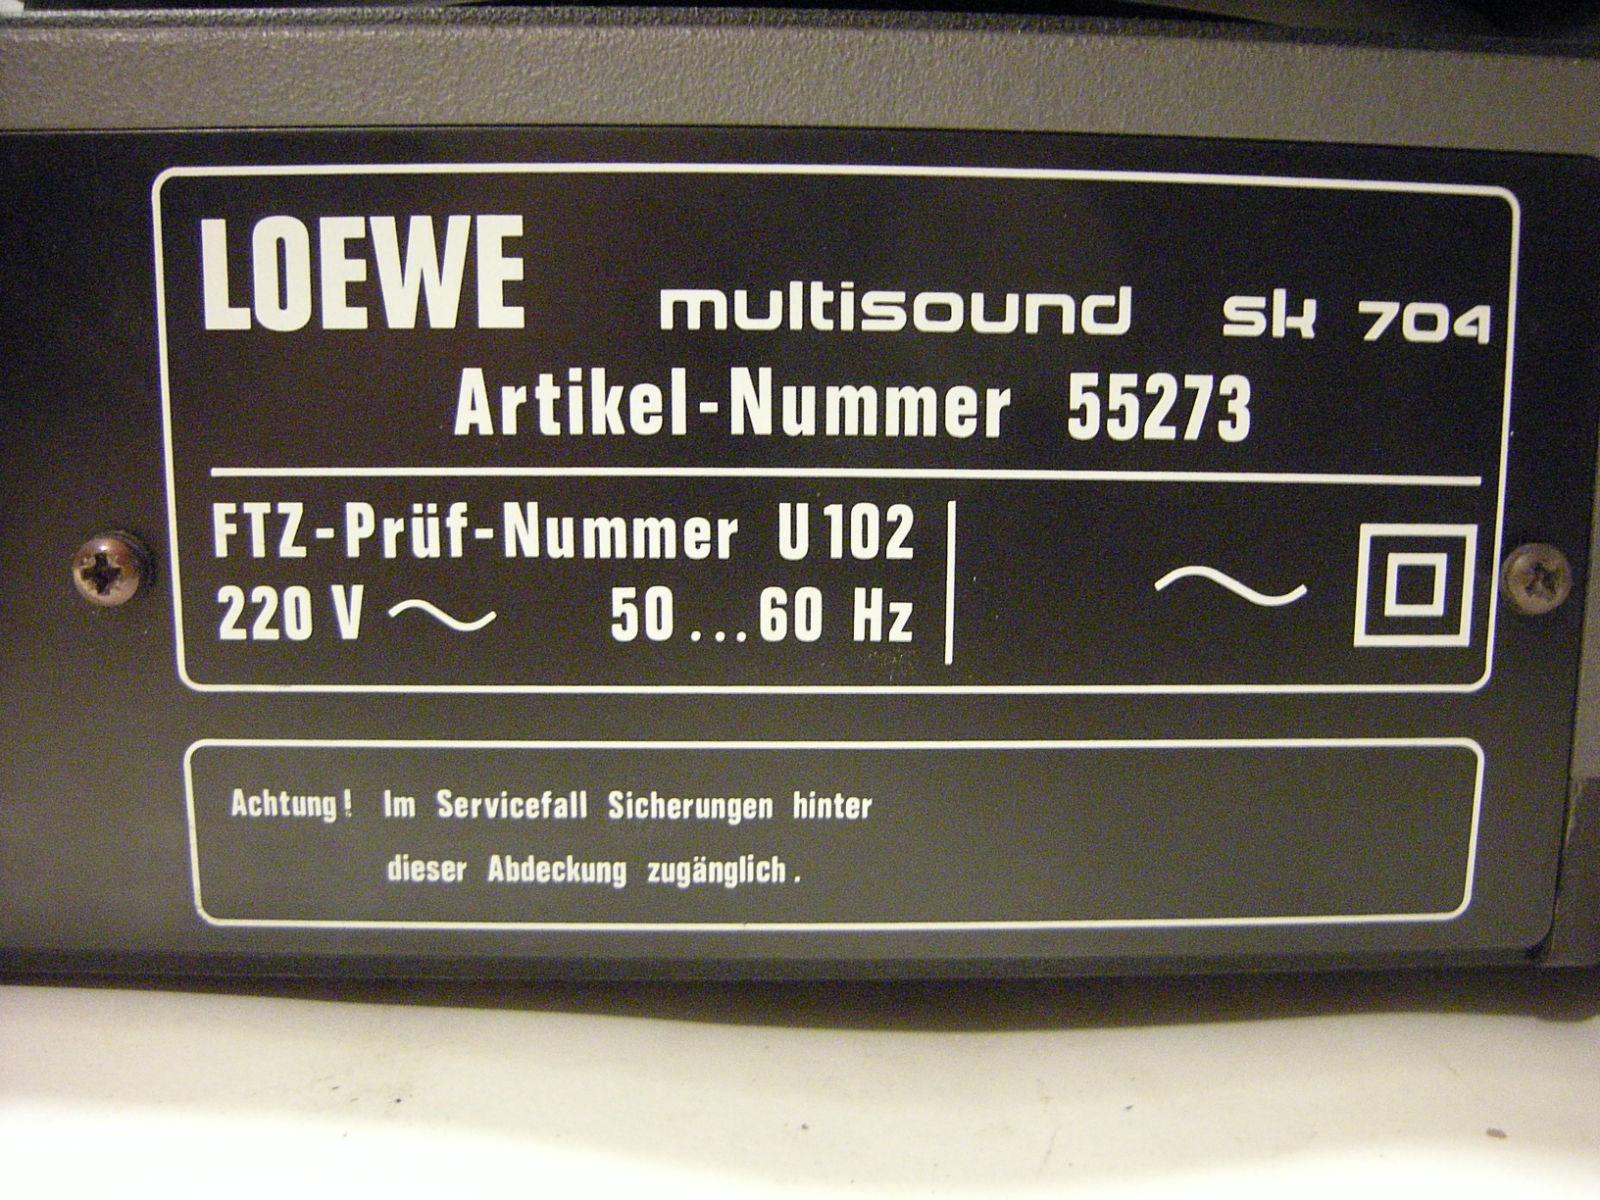 LOEWE multisound sk 704
Artikel-Nummer 55273
FTZ-Prüf-Nummer U102
220 V ~ 50...60 Hz ~
Achtung! Im Servicefall Sicherungen hinter
dieser Abdeckung zugänglich.